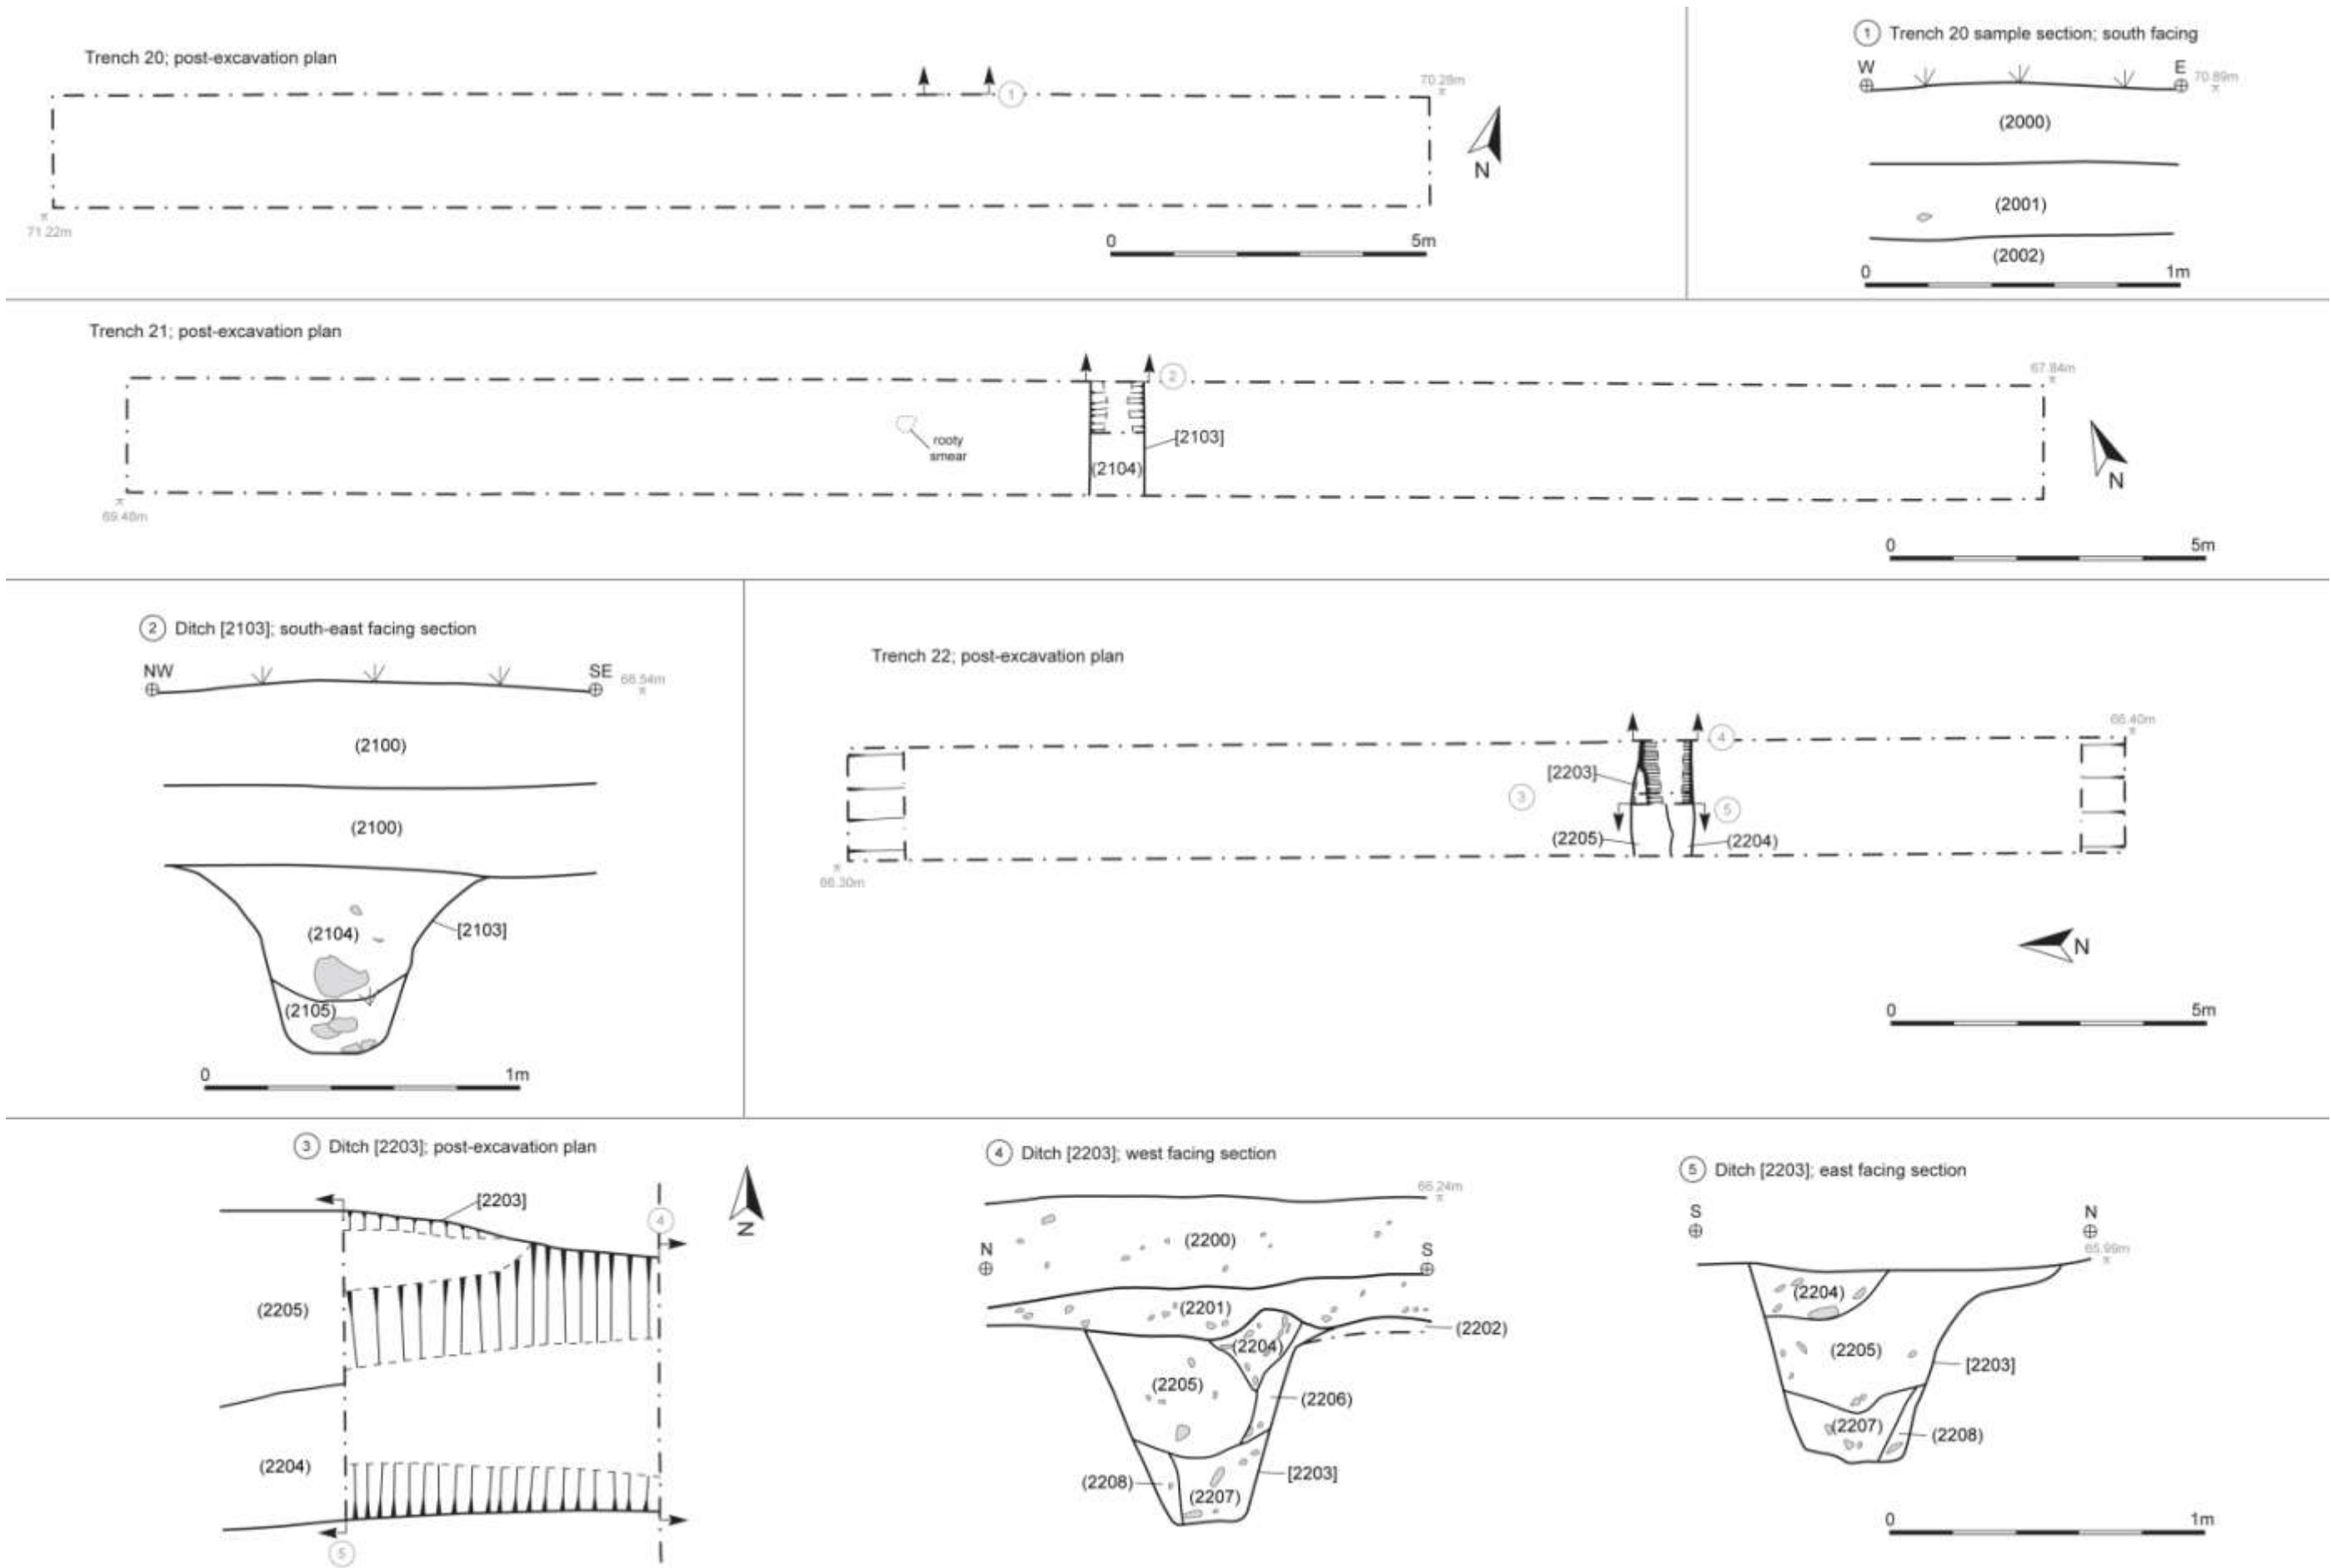 Trench 20; post-excavation plan
1
70.28m
N
71.22m
0 5m
1 Trench 20 sample section; south facing
W E
70.89m
(2000)
(2001)
(2002)
0 1m
Trench 21; post-excavation plan
2
67.84m
rooty
smear
[2103]
(2104)
N
69.48m
0 5m
2 Ditch [2103]; south-east facing section
NW SE
68.54m
(2100)
(2100)
(2104)
[2103]
(2105)
0 1m
Trench 22; post-excavation plan
66.40m
4
[2203]
3
5
(2205)
(2204)
66.30m
N
0 5m
3 Ditch [2203]; post-excavation plan
[2203]
4
N
(2205)
(2204)
5
4 Ditch [2203]; west facing section
66.24m
(2200)
N S
(2201)
(2202)
(2204)
(2205)
(2206)
(2208)
[2203]
(2207)
5 Ditch [2203]; east facing section
S N
65.99m
(2204)
(2205)
[2203]
(2207)
(2208)
0 1m